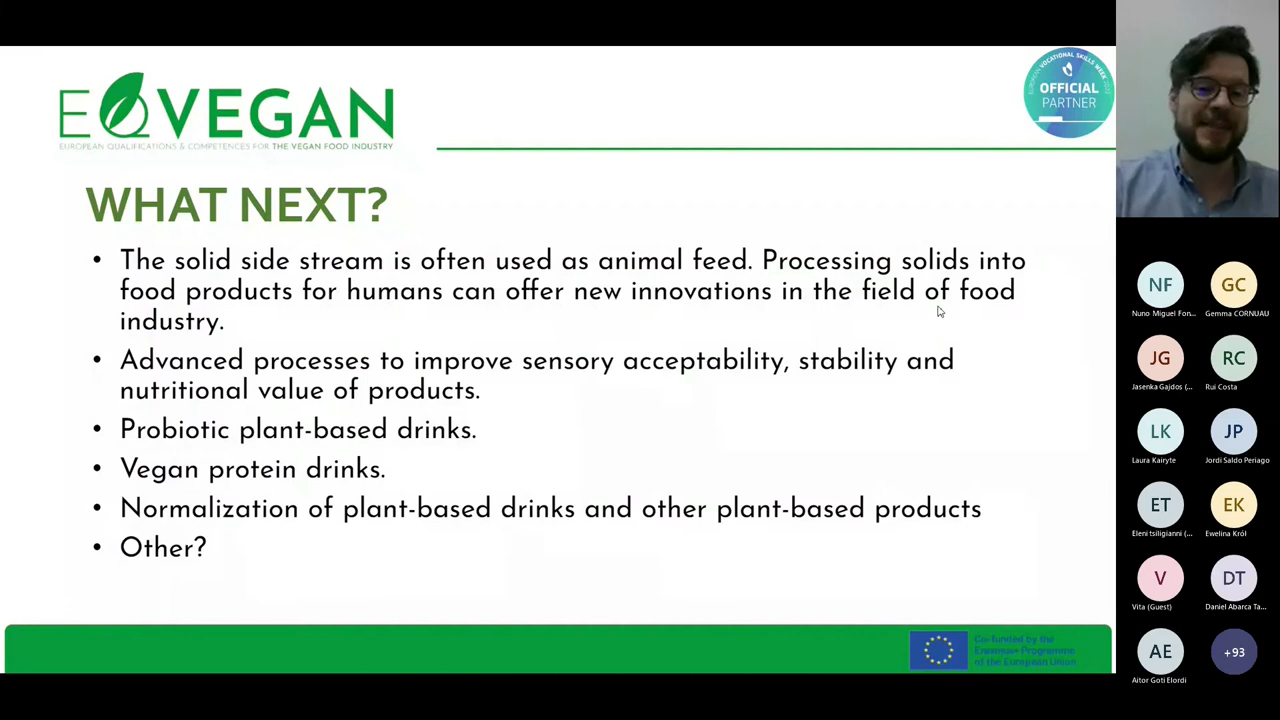 EQVEGAN
EUROPEAN QUALIFICATIONS & COMPETENCES FOR THE VEGAN FOOD INDUSTRY
EUROPEAN VOCATIONAL SKILLS WEEK
OFFICIAL
PARTNER
WHAT NEXT?
• The solid side stream is often used as animal feed. Processing solids into
food products for humans can offer new innovations in the field of food
industry.
• Advanced processes to improve sensory acceptability, stability and
nutritional value of products.
• Probiotic plant-based drinks.
• Vegan protein drinks.
• Normalization of plant-based drinks and other plant-based products
• Other?
Co-funded by the
Erasmus+ Programme
of the European Union
NF
GC
Nuno Miguel Fon...
Gemma CORNUAU
JG
RC
Jasenka Gajdos (...
Rui Costa
LK
JP
Laura Kairyte
Jordi Saldo Periago
ET
EK
Eleni tsiligianni (...
Ewelina Król
V
DT
Vita (Guest)
Daniel Abarca Ta...
AE
+93
Aitor Goti Elordi